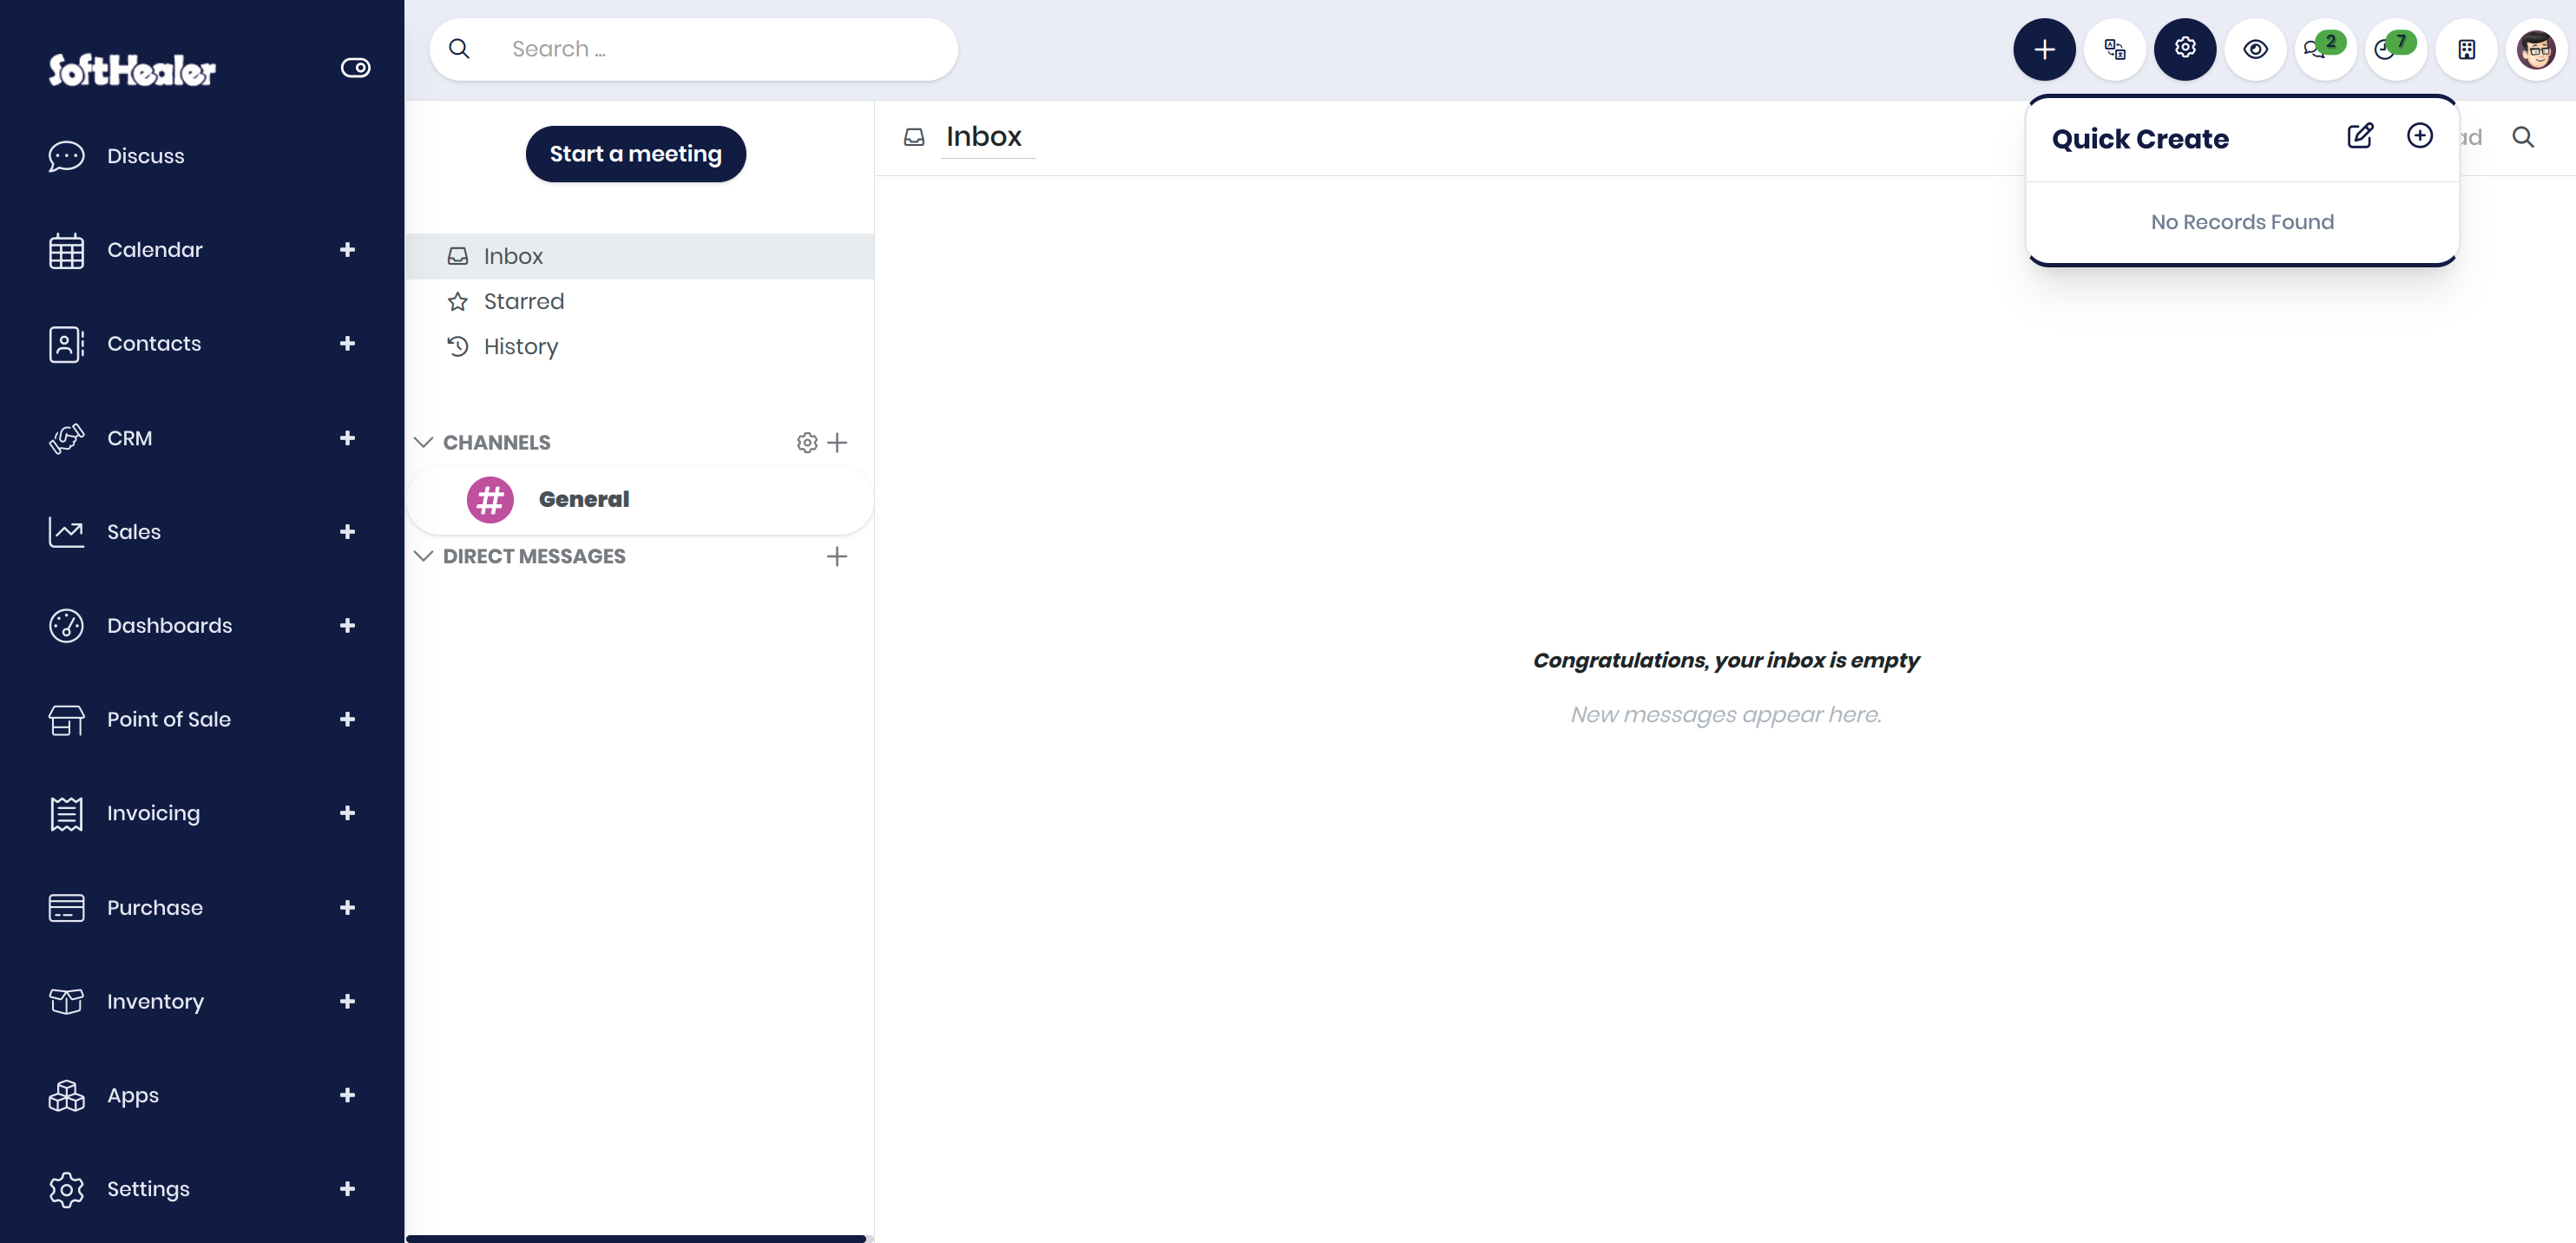 SoftHealer
Discuss
Calendar
Contacts
CRM
Sales
Dashboards
Point of Sale
Invoicing
Purchase
Inventory
Apps
Settings
Search ...
2
7
Start a meeting
Inbox
Starred
History
CHANNELS
General
DIRECT MESSAGES
Inbox
Quick Create
No Records Found
Congratulations, your inbox is empty
New messages appear here.